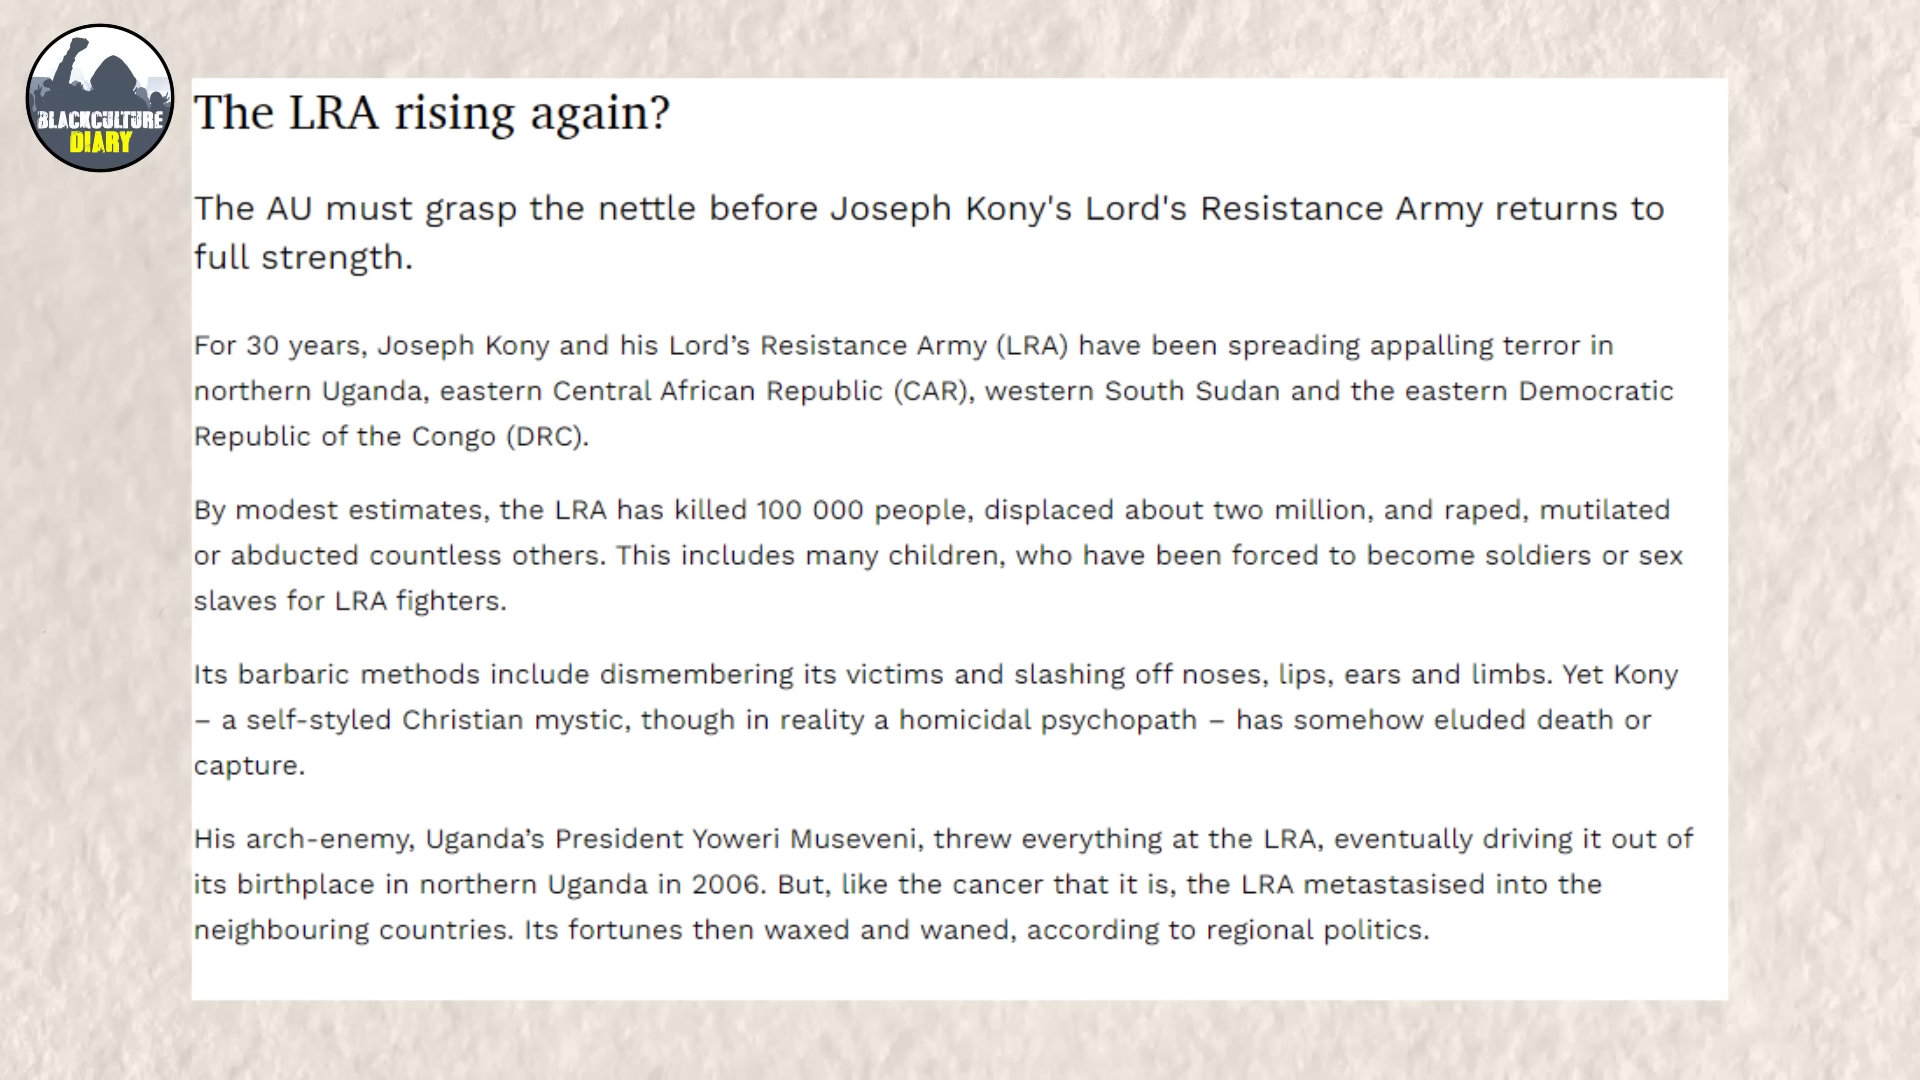 BLACKCULTURE
DIARY
The LRA rising again?
The AU must grasp the nettle before Joseph Kony's Lord's Resistance Army returns to
full strength.
For 30 years, Joseph Kony and his Lord’s Resistance Army (LRA) have been spreading appalling terror in
northern Uganda, eastern Central African Republic (CAR), western South Sudan and the eastern Democratic
Republic of the Congo (DRC).
By modest estimates, the LRA has killed 100 000 people, displaced about two million, and raped, mutilated
or abducted countless others. This includes many children, who have been forced to become soldiers or sex
slaves for LRA fighters.
Its barbaric methods include dismembering its victims and slashing off noses, lips, ears and limbs. Yet Kony
– a self-styled Christian mystic, though in reality a homicidal psychopath – has somehow eluded death or
capture.
His arch-enemy, Uganda’s President Yoweri Museveni, threw everything at the LRA, eventually driving it out of
its birthplace in northern Uganda in 2006. But, like the cancer that it is, the LRA metastasised into the
neighbouring countries. Its fortunes then waxed and waned, according to regional politics.